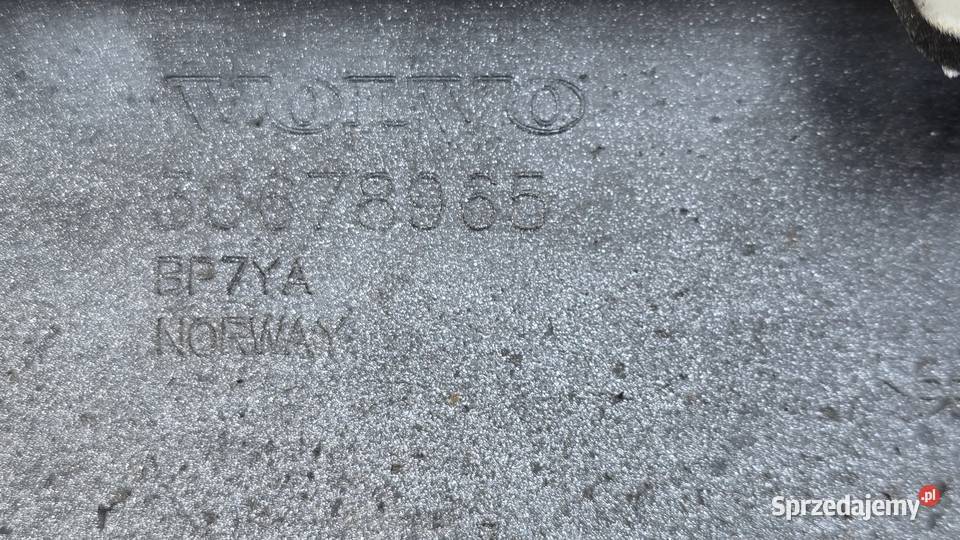 VOLVO
30678965
BP7YA
NORWAY
Sprzedajemy.pl